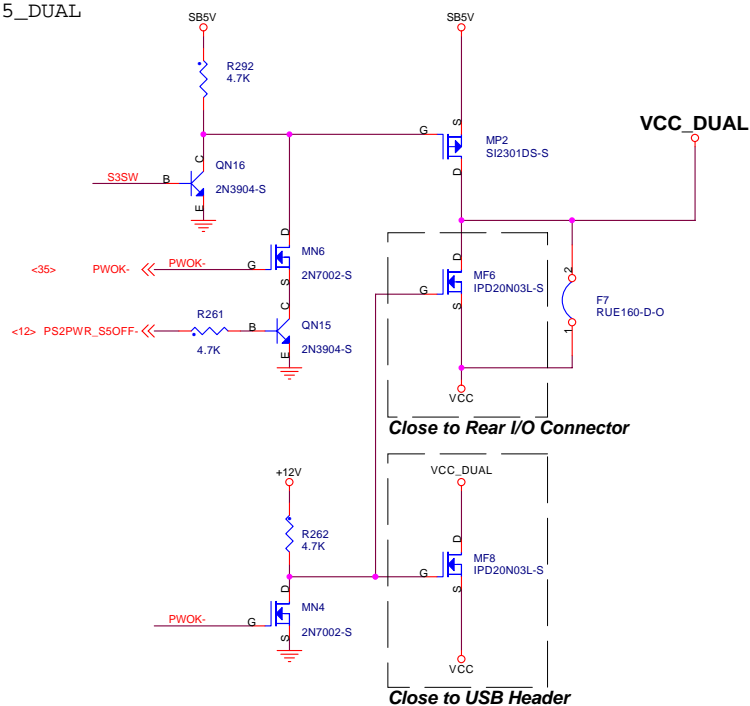 5_DUAL
SB5V
SB5V
R292
4.7K
VCC_DUAL
G
S
MP2
SI2301DS-S
D
C
QN16
S3SW
B
2N3904-S
E
D
MN6
<35>
PWOK-
PWOK-
G
2N7002-S
S
D
MF6
IPD20N03L-S
G
S
2
F7
RUE160-D-O
1
R261
C
QN15
<12>
PS2PWR_S5OFF-
B
4.7K
2N3904-S
E
VCC
Close to Rear I/O Connector
+12V
VCC_DUAL
R262
4.7K
D
MF8
IPD20N03L-S
G
S
D
MN4
PWOK-
G
2N7002-S
S
VCC
Close to USB Header